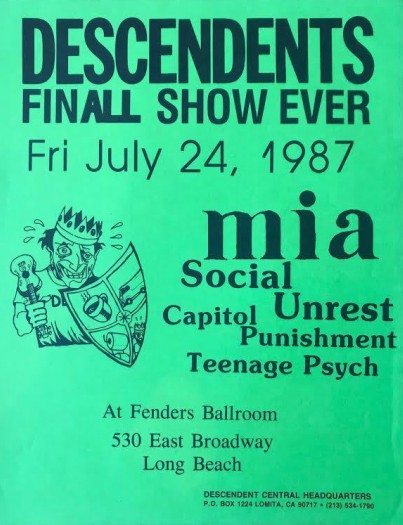 DESCENDENTS
FINALL SHOW EVER
Fri July 24, 1987
mia
Social
Unrest
Capitol
Punishment
Teenage Psych
At Fenders Ballroom
530 East Broadway
Long Beach
DESCENDENT CENTRAL HEADQUARTERS
P.O. BOX 1224 LOMITA, CA 90717 • (213) 534-1790